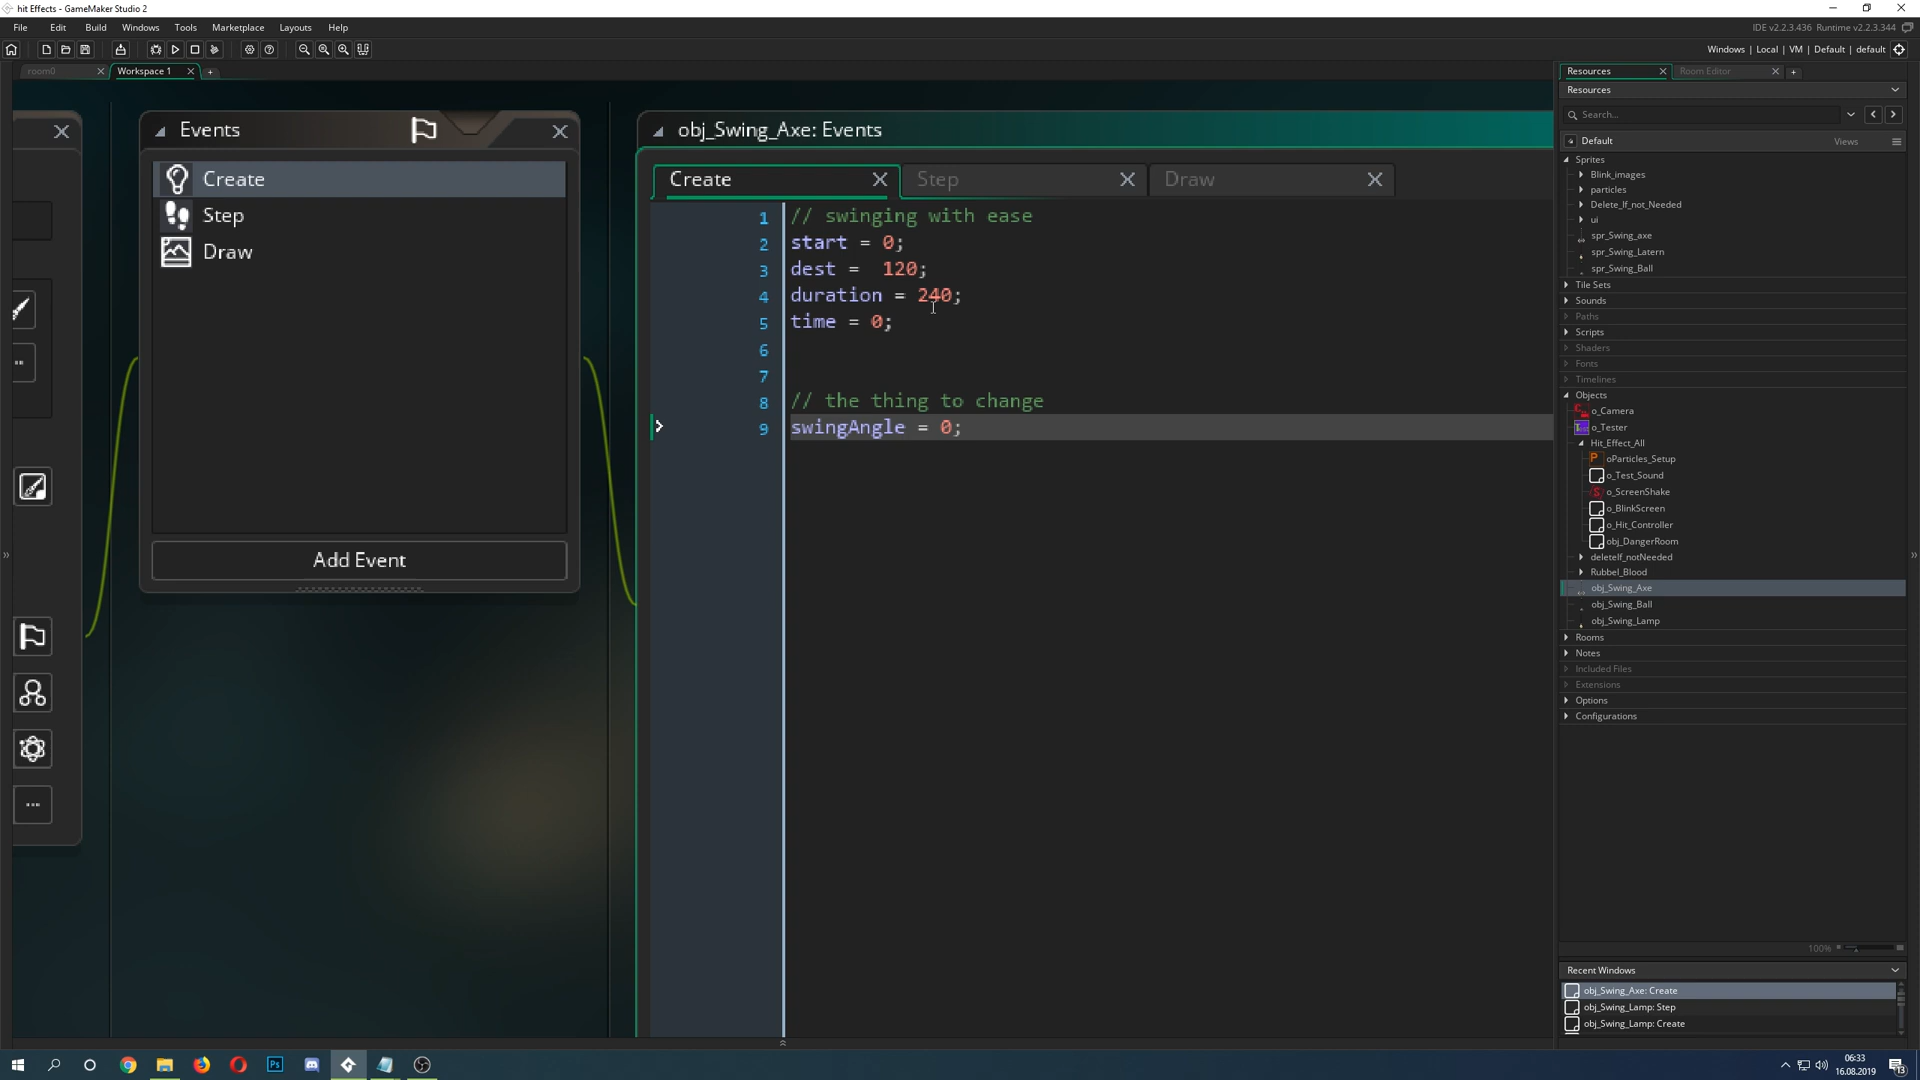 hit Effects - GameMaker Studio 2
File Edit Build Windows Tools Marketplace Layouts Help
IDE v2.2.3.436 Runtime v2.2.3.344
Windows | Local | VM | Default | default
room0
Workspace 1
Events
Create
Step
Draw
Add Event
obj_Swing_Axe: Events
Create
Step
Draw
1 // swinging with ease
2 start = 0;
3 dest =  120;
4 duration = 240;
5 time = 0;
6
7
8 // the thing to change
9 swingAngle = 0;
Resources
Room Editor
Resources
Search...
Default
Views
Sprites
Blink_images
particles
Delete_If_not_Needed
ui
spr_Swing_axe
spr_Swing_Latern
spr_Swing_Ball
Tile Sets
Sounds
Paths
Scripts
Shaders
Fonts
Timelines
Objects
o_Camera
o_Tester
Hit_Effect_All
oParticles_Setup
o_Test_Sound
o_ScreenShake
o_BlinkScreen
o_Hit_Controller
obj_DangerRoom
deleteIf_notNeeded
Rubbel_Blood
obj_Swing_Axe
obj_Swing_Ball
obj_Swing_Lamp
Rooms
Notes
Included Files
Extensions
Options
Configurations
100%
Recent Windows
obj_Swing_Axe: Create
obj_Swing_Lamp: Step
obj_Swing_Lamp: Create
Ps
06:33
16.08.2019
13